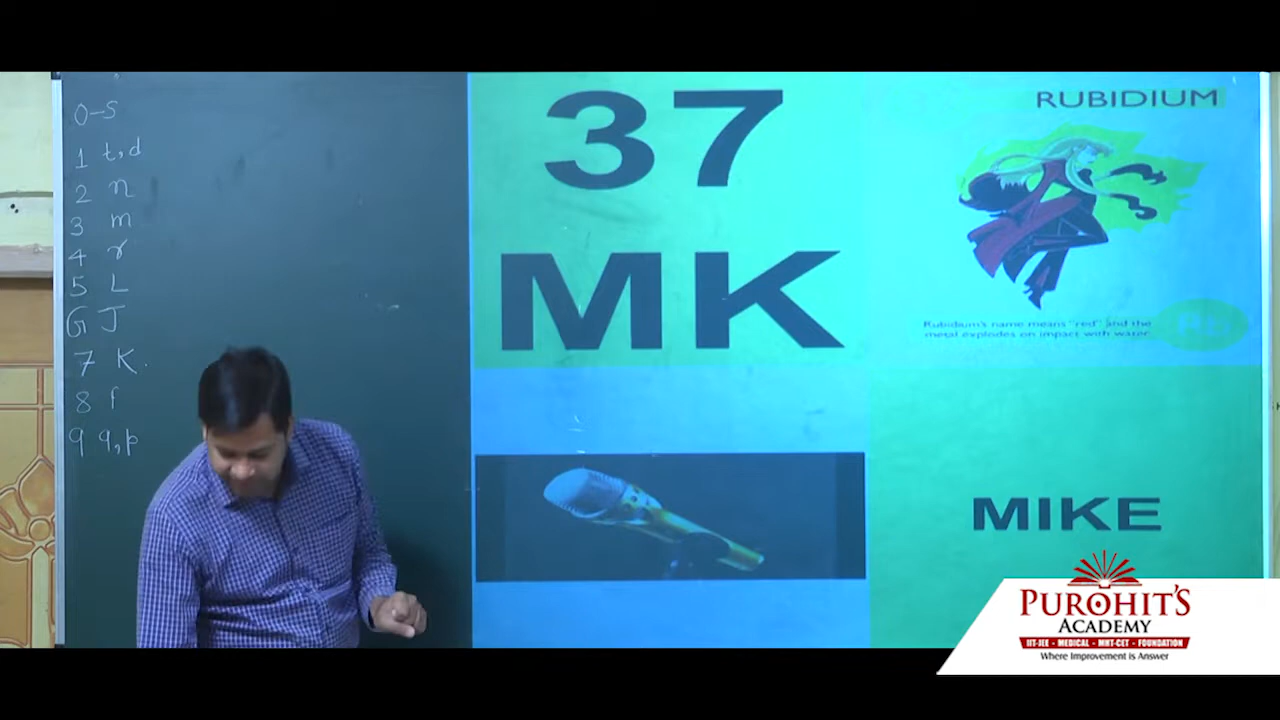 0-S
1 t,d
2 n
3 m
4 r
5 L
6 J
7 K.
8 f
9 q,p
37
MK
RUBIDIUM
Rubidium's name means "red" and the
metal explodes on impact with water.
Rb
MIKE
PUROHIT'S
ACADEMY
IIT-JEE - MEDICAL - MHT-CET - FOUNDATION
Where Improvement is Answer